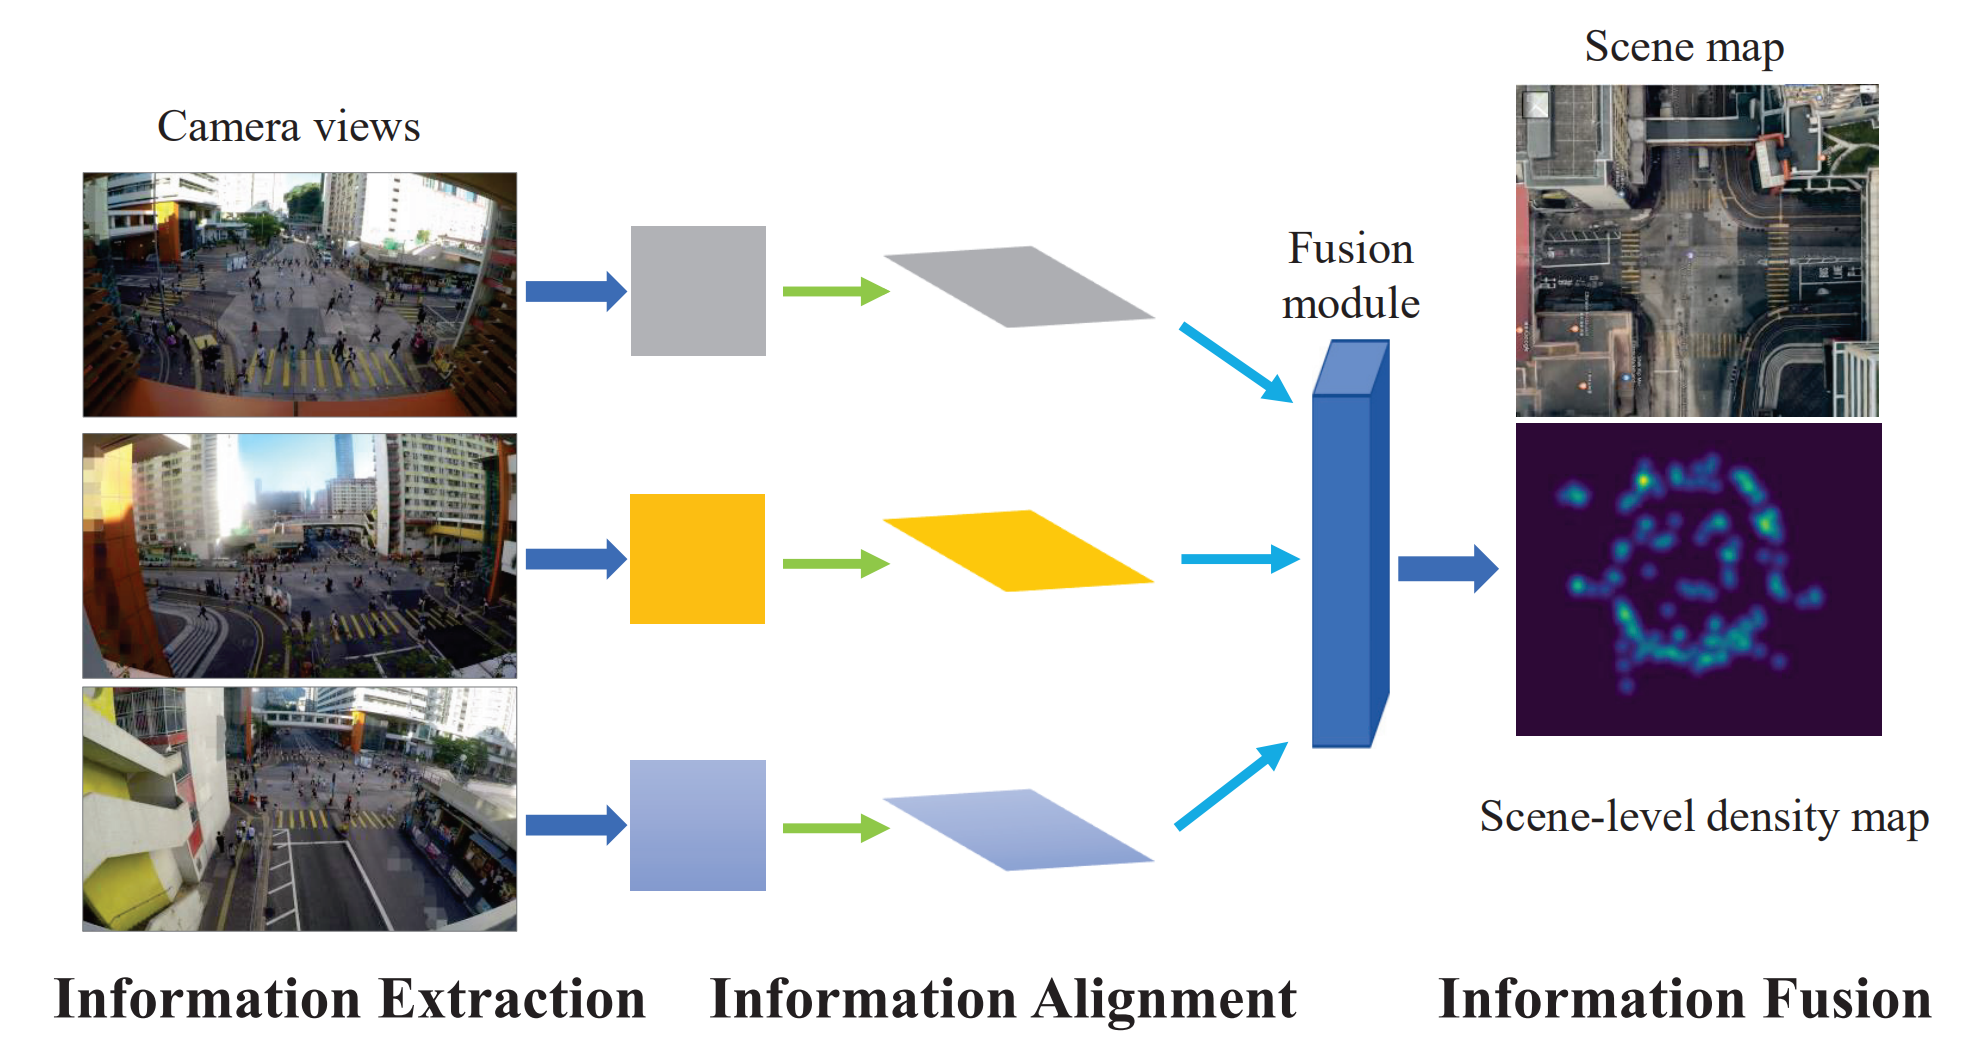 Scene map
Camera views
Fusion
module
Scene-level density map
Information Extraction
Information Alignment
Information Fusion